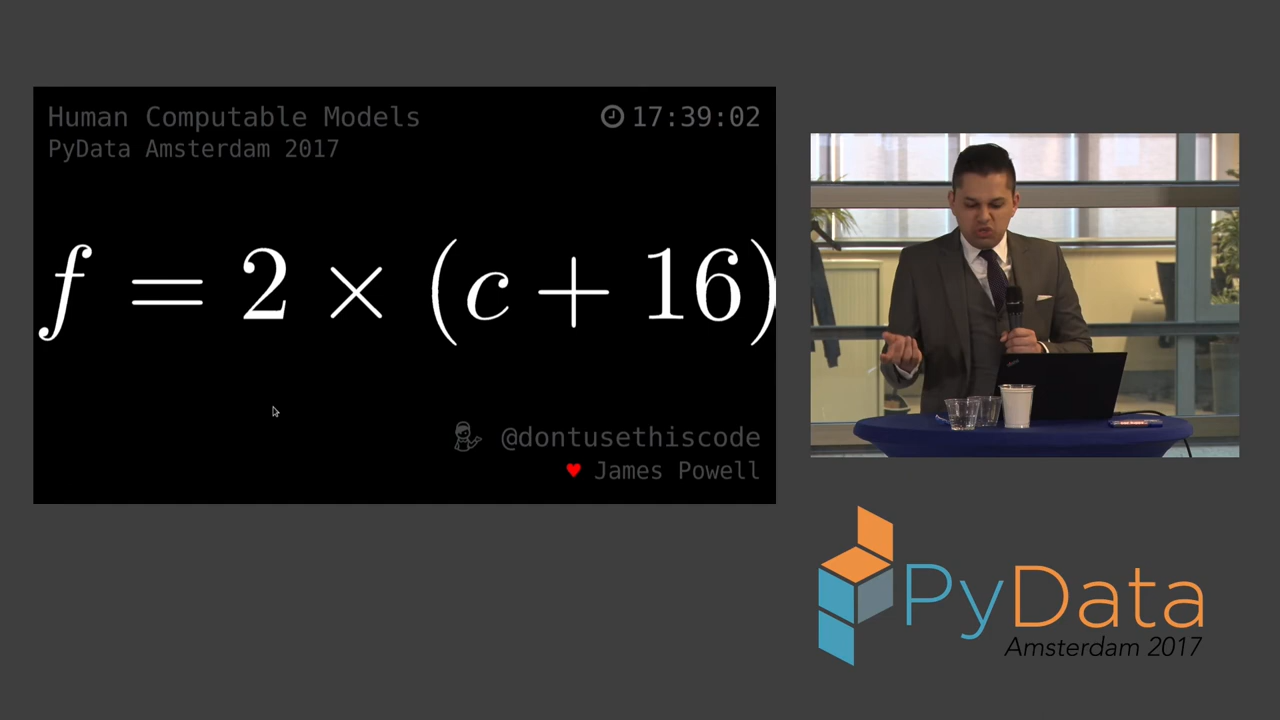 Human Computable Models
17:39:02
PyData Amsterdam 2017
f = 2 × (c + 16)
@dontusethiscode
♥ James Powell
PyData
Amsterdam 2017